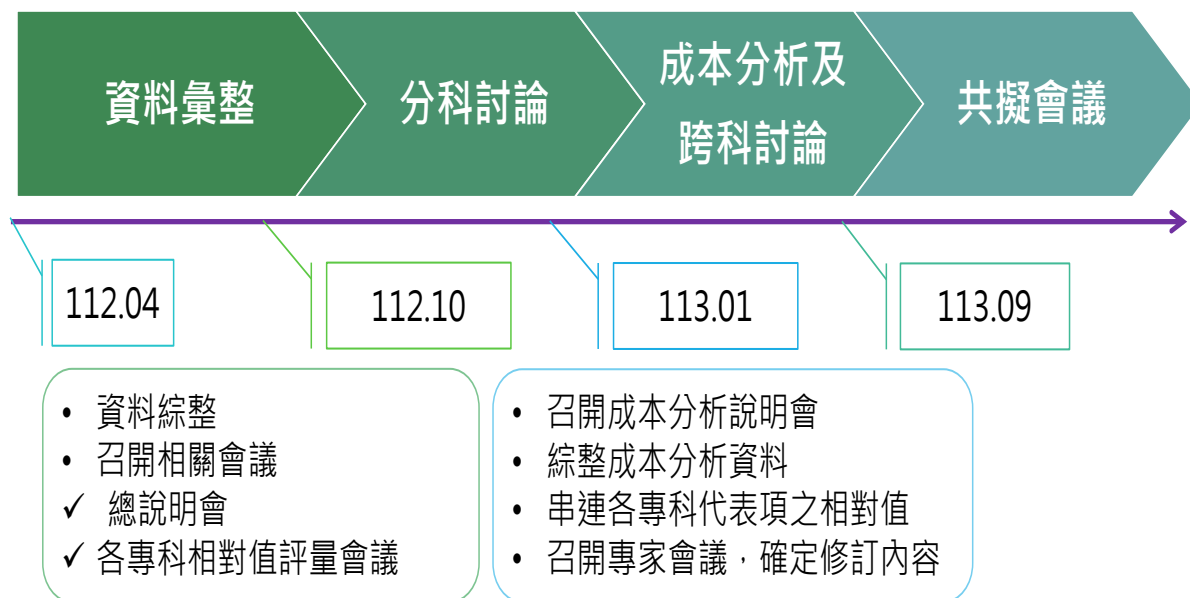 資料彙整
分科討論
成本分析及
跨科討論
共擬會議
112.04
112.10
113.01
113.09
• 資料綜整
• 召開相關會議
✓ 總說明會
✓ 各專科相對值評量會議
• 召開成本分析說明會
• 綜整成本分析資料
• 串連各專科代表項之相對值
• 召開專家會議，確定修訂內容